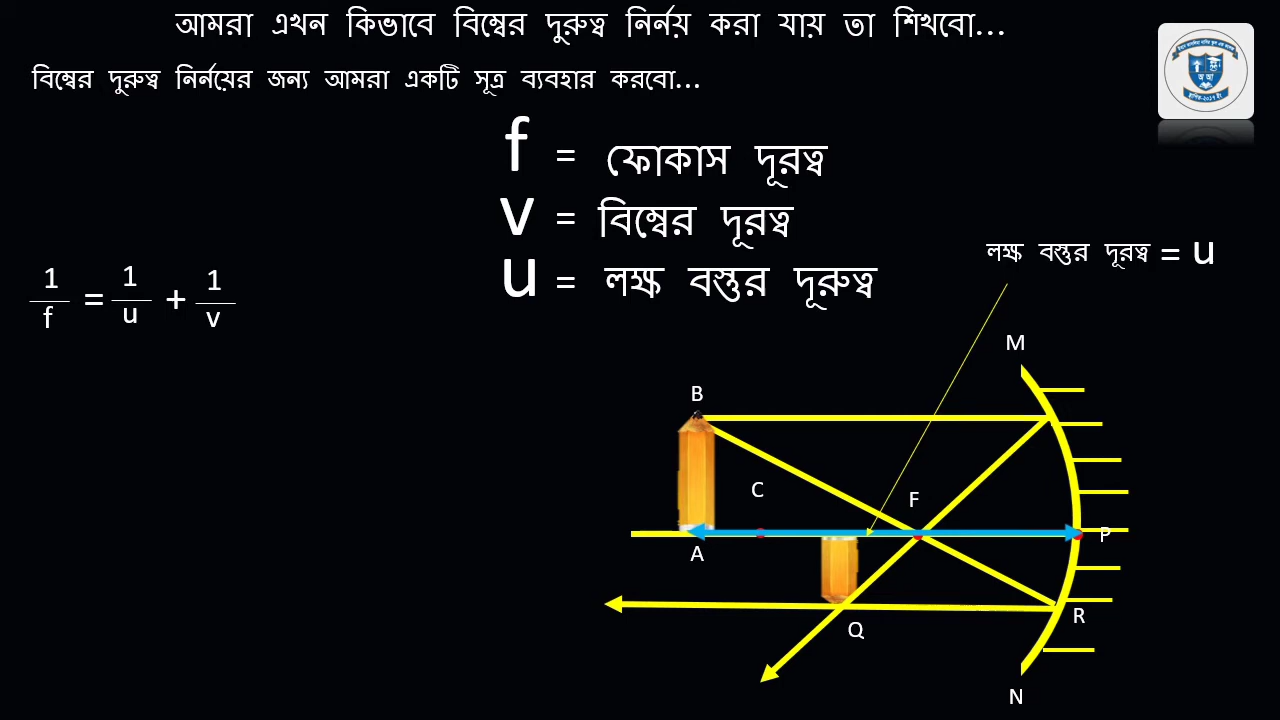 আমরা এখন কিভাবে বিম্বের দুরুত্ব নির্নয় করা যায় তা শিখবো...
বিম্বের দুরুত্ব নির্নয়ের জন্য আমরা একটি সূত্র ব্যবহার করবো...
f = ফোকাস দূরত্ব
v = বিম্বের দূরত্ব
u = লক্ষ বস্তুর দূরুত্ব
লক্ষ বস্তুর দূরত্ব = u
1/f = 1/u + 1/v
M
B
C
F
A
P
Q
R
N